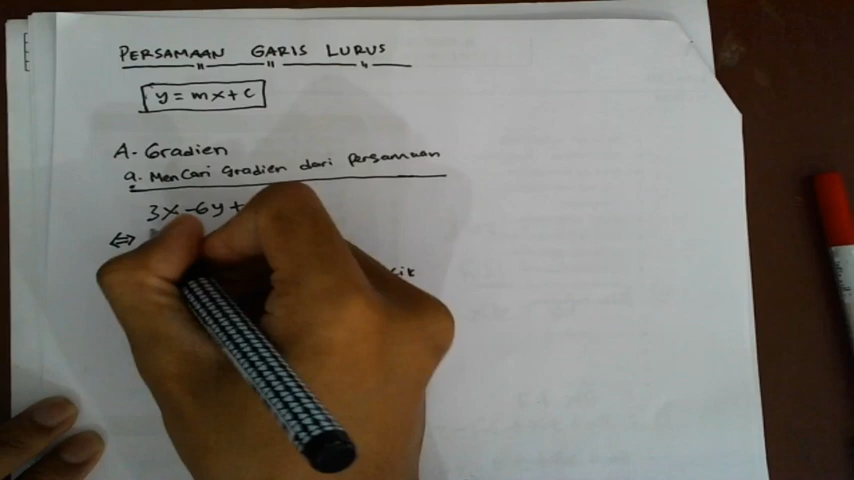 PERSAMAAN GARIS LURUS
y = mx + c
A. Gradien
a. Mencari gradien dari persamaan
3x - 6y +
⇔